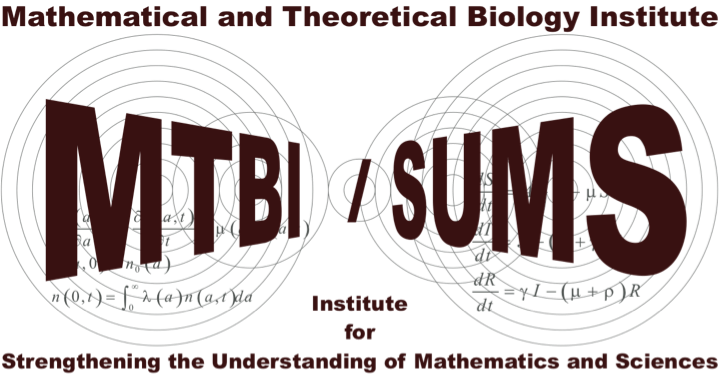 Mathematical and Theoretical Biology Institute
MTBI / SUMS
n(0,t) = ∫₀^∞ λ(a)n(a,t)da
dR/dt = γI − (μ + ρ)R
Institute
for
Strengthening the Understanding of Mathematics and Sciences